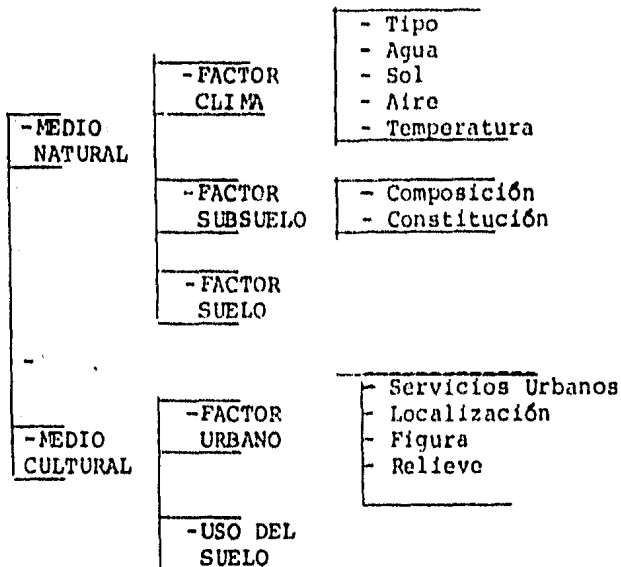 - Tipo
- Agua
-FACTOR
- Sol
CLIMA
- Aire
-MEDIO
- Temperatura
NATURAL
-FACTOR
- Composición
SUBSUELO
- Constitución
-FACTOR
SUELO
-
- Servicios Urbanos
-FACTOR
- Localización
-MEDIO
URBANO
- Figura
CULTURAL
- Relieve
-USO DEL
SUELO